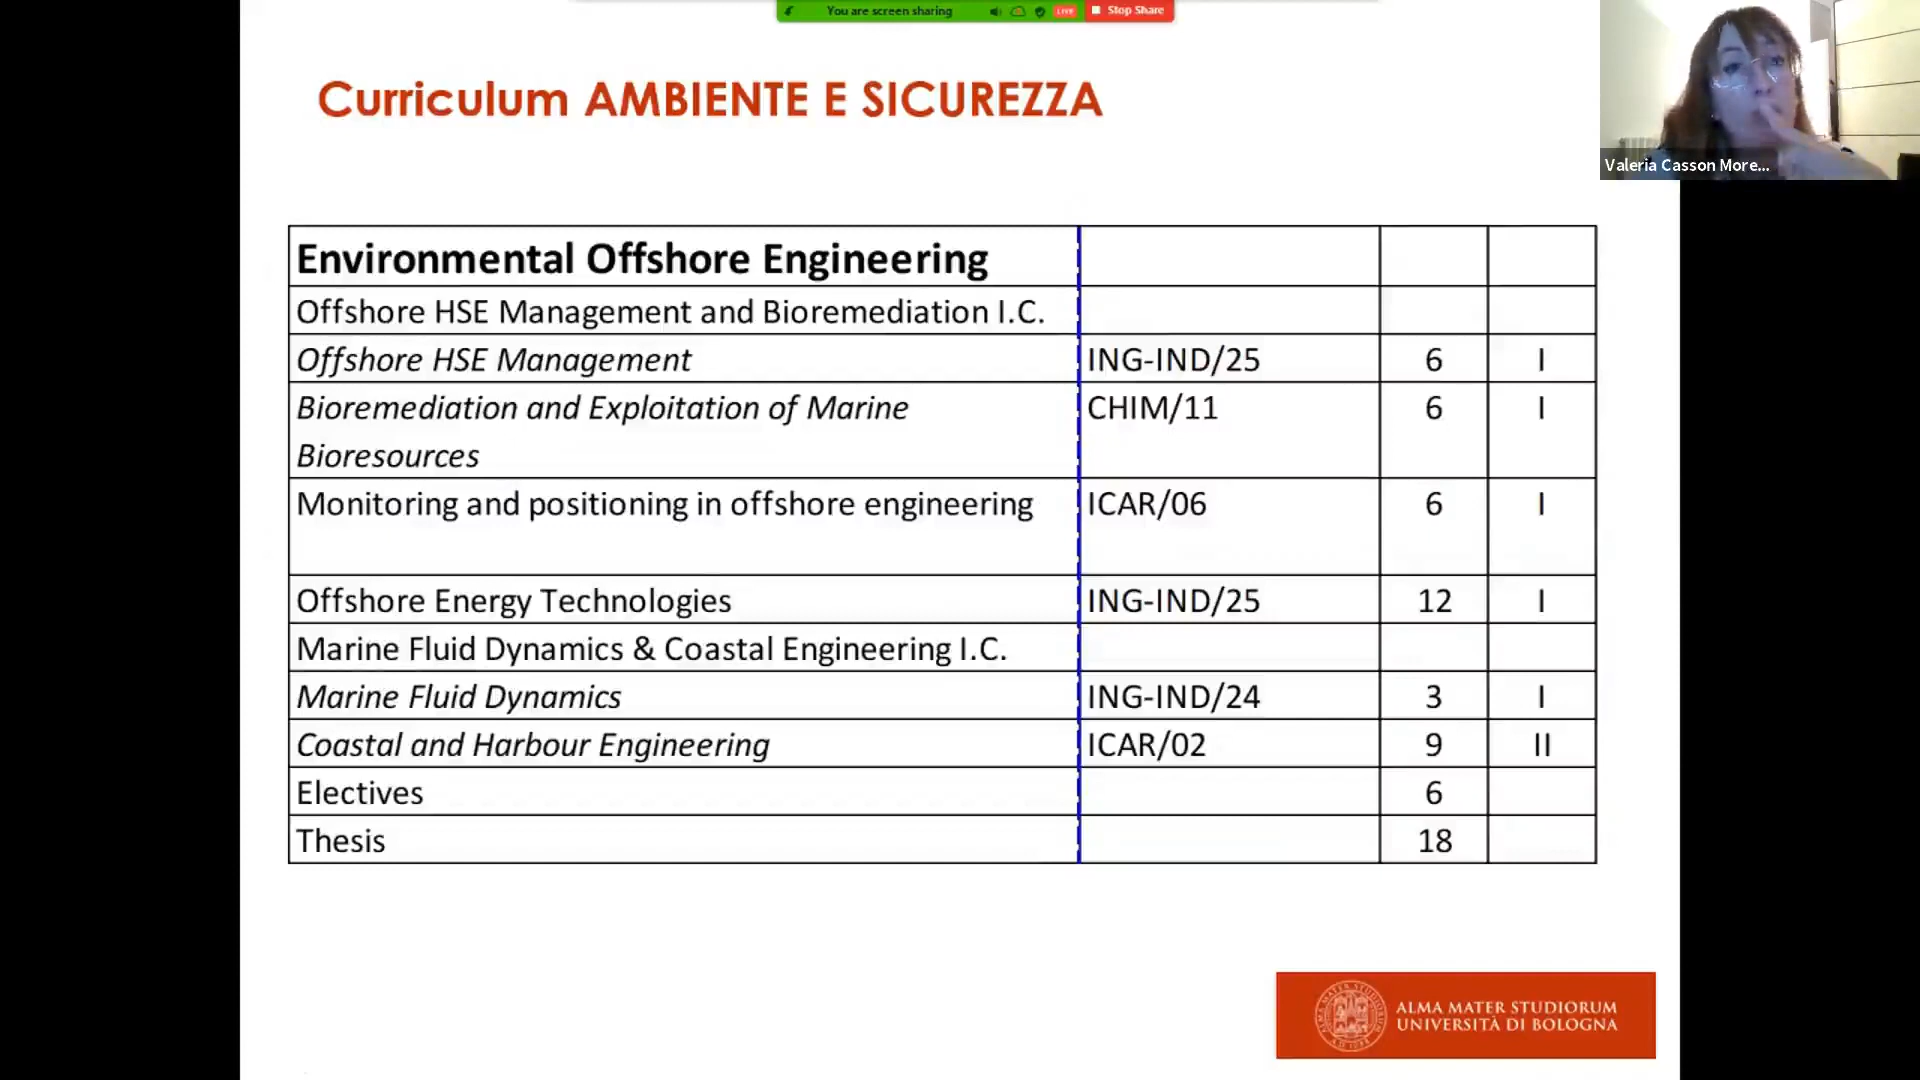 You are screen sharing
LIVE
Stop Share
Curriculum AMBIENTE E SICUREZZA
Valeria Casson More...
Environmental Offshore Engineering
Offshore HSE Management and Bioremediation I.C.
Offshore HSE Management ING-IND/25 6 I
Bioremediation and Exploitation of Marine CHIM/11 6 I
Bioresources
Monitoring and positioning in offshore engineering ICAR/06 6 I
Offshore Energy Technologies ING-IND/25 12 I
Marine Fluid Dynamics & Coastal Engineering I.C.
Marine Fluid Dynamics ING-IND/24 3 I
Coastal and Harbour Engineering ICAR/02 9 II
Electives 6
Thesis 18
ALMA MATER STUDIORUM
UNIVERSITÀ DI BOLOGNA